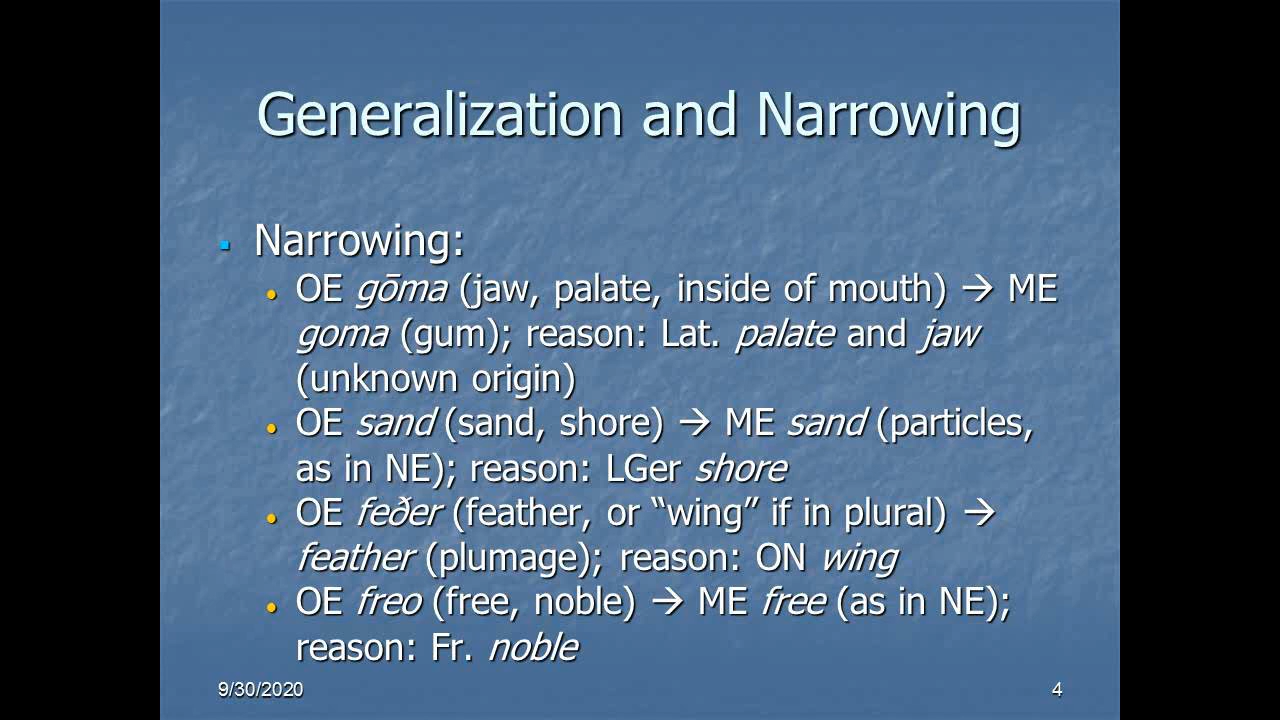 Generalization and Narrowing
▪ Narrowing:
• OE gōma (jaw, palate, inside of mouth) → ME
goma (gum); reason: Lat. palate and jaw
(unknown origin)
• OE sand (sand, shore) → ME sand (particles,
as in NE); reason: LGer shore
• OE feðer (feather, or “wing” if in plural) →
feather (plumage); reason: ON wing
• OE freo (free, noble) → ME free (as in NE);
reason: Fr. noble
9/30/2020 4